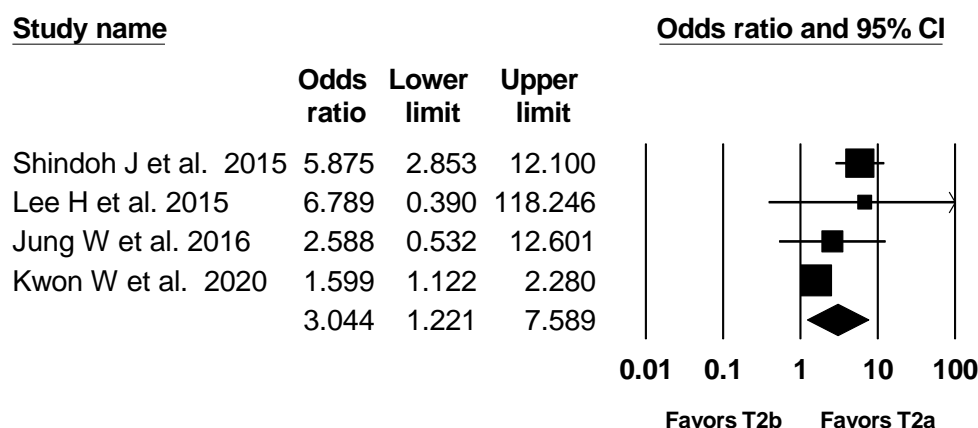 Study name Odds ratio and 95% CI
Odds Lower Upper
ratio limit limit
Shindoh J et al. 2015 5.875 2.853 12.100
Lee H et al. 2015 6.789 0.390 118.246
Jung W et al. 2016 2.588 0.532 12.601
Kwon W et al. 2020 1.599 1.122 2.280
3.044 1.221 7.589
0.01 0.1 1 10 100
Favors T2b Favors T2a